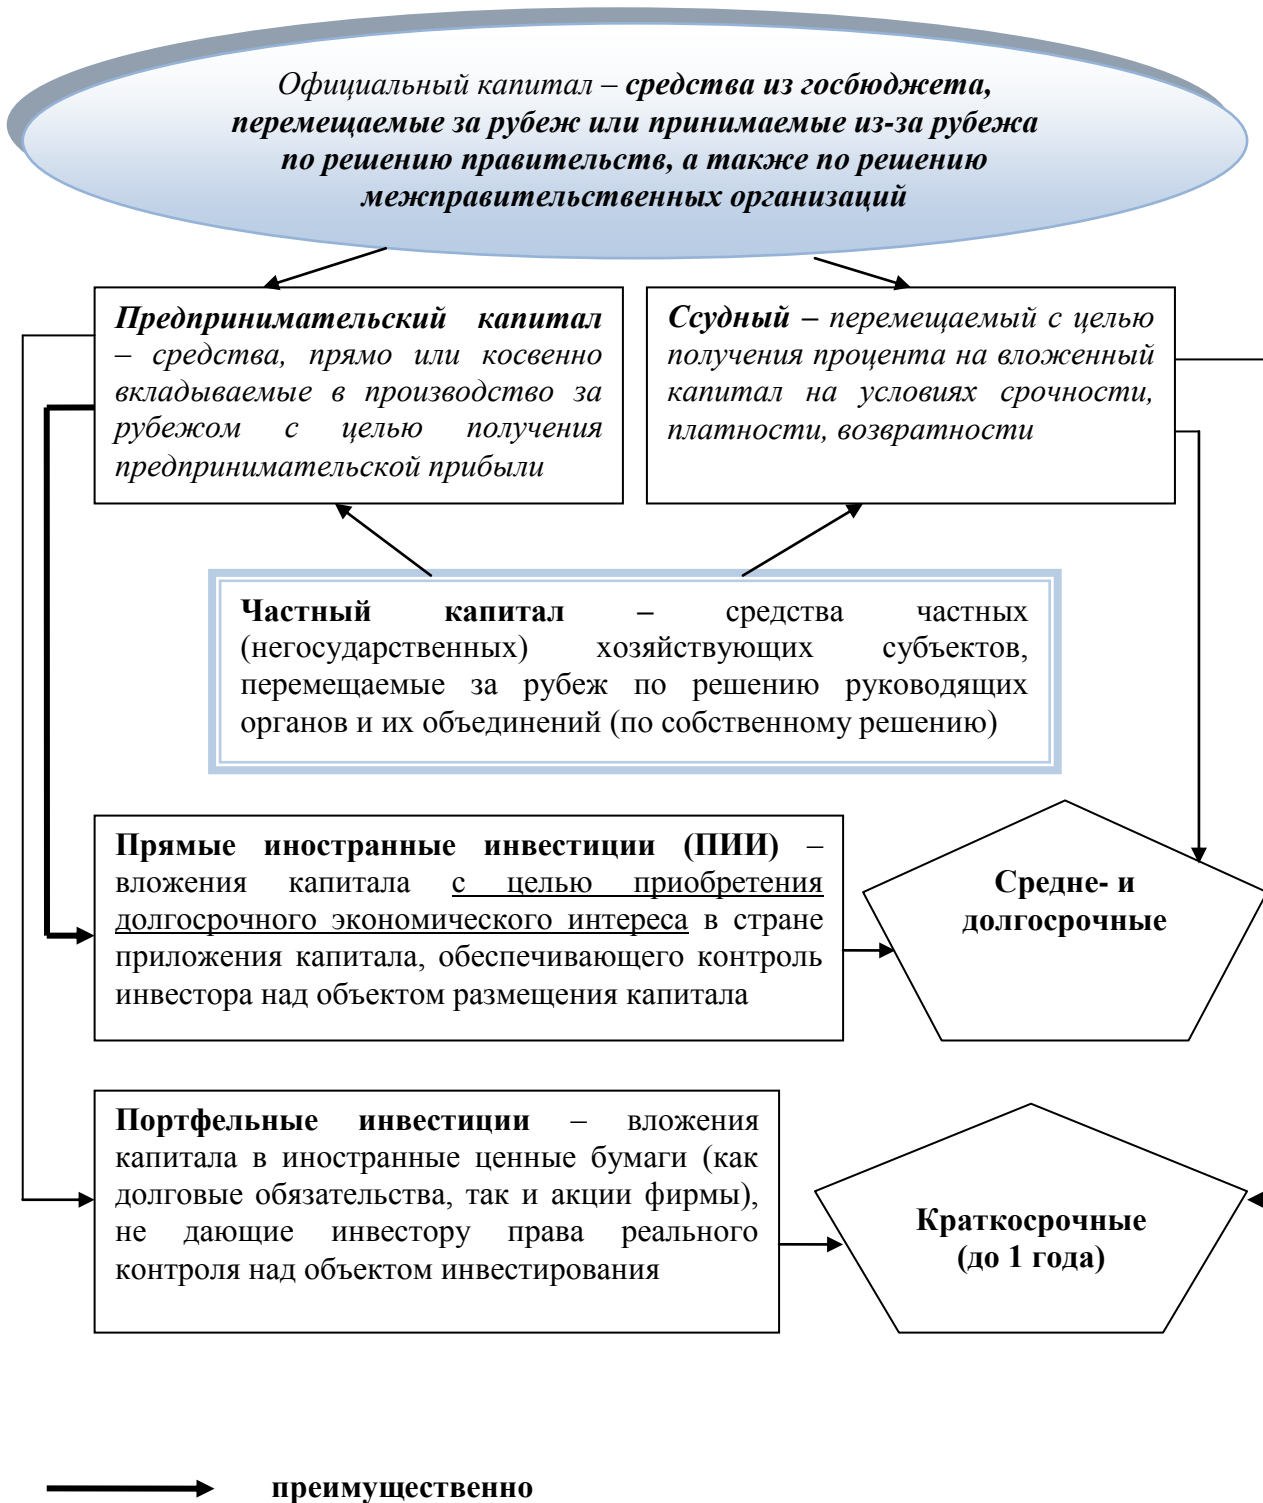 Официальный капитал – средства из госбюджета,
перемещаемые за рубеж или принимаемые из-за рубежа
по решению правительств, а также по решению
межправительственных организаций
Предпринимательский капитал
– средства, прямо или косвенно
вкладываемые в производство за
рубежом с целью получения
предпринимательской прибыли
Ссудный – перемещаемый с целью
получения процента на вложенный
капитал на условиях срочности,
платности, возвратности
Частный капитал – средства частных
(негосударственных) хозяйствующих субъектов,
перемещаемые за рубеж по решению руководящих
органов и их объединений (по собственному решению)
Прямые иностранные инвестиции (ПИИ) –
вложения капитала с целью приобретения
долгосрочного экономического интереса в стране
приложения капитала, обеспечивающего контроль
инвестора над объектом размещения капитала
Средне- и
долгосрочные
Портфельные инвестиции – вложения
капитала в иностранные ценные бумаги (как
долговые обязательства, так и акции фирмы),
не дающие инвестору права реального
контроля над объектом инвестирования
Краткосрочные
(до 1 года)
преимущественно